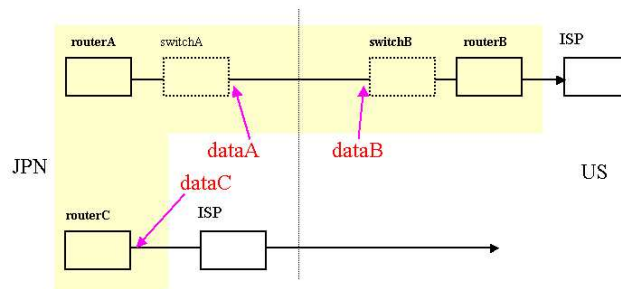 routerA switchA switchB routerB ISP
dataA dataB
JPN dataC US
routerC ISP